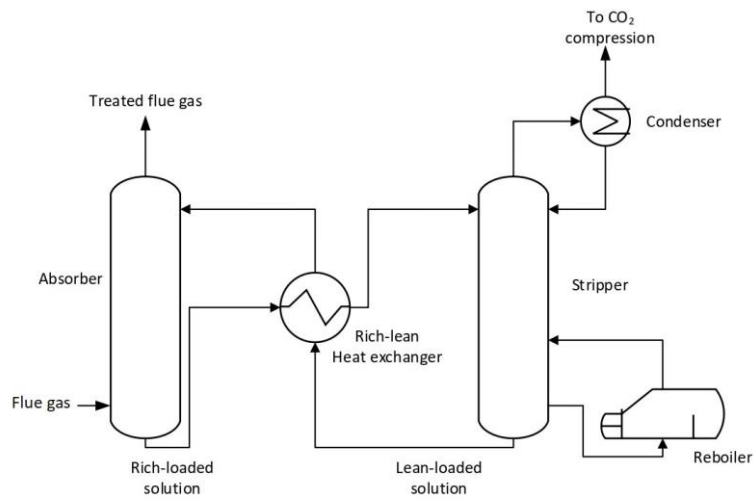 To CO₂
compression
Treated flue gas
Condenser
Absorber
Stripper
Rich-lean
Heat exchanger
Flue gas
Reboiler
Rich-loaded
solution
Lean-loaded
solution